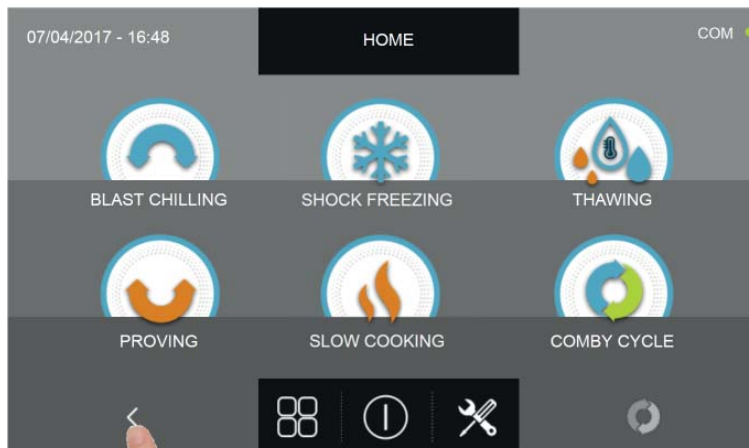 07/04/2017 - 16:48
HOME
COM
BLAST CHILLING
SHOCK FREEZING
THAWING
PROVING
SLOW COOKING
COMBY CYCLE